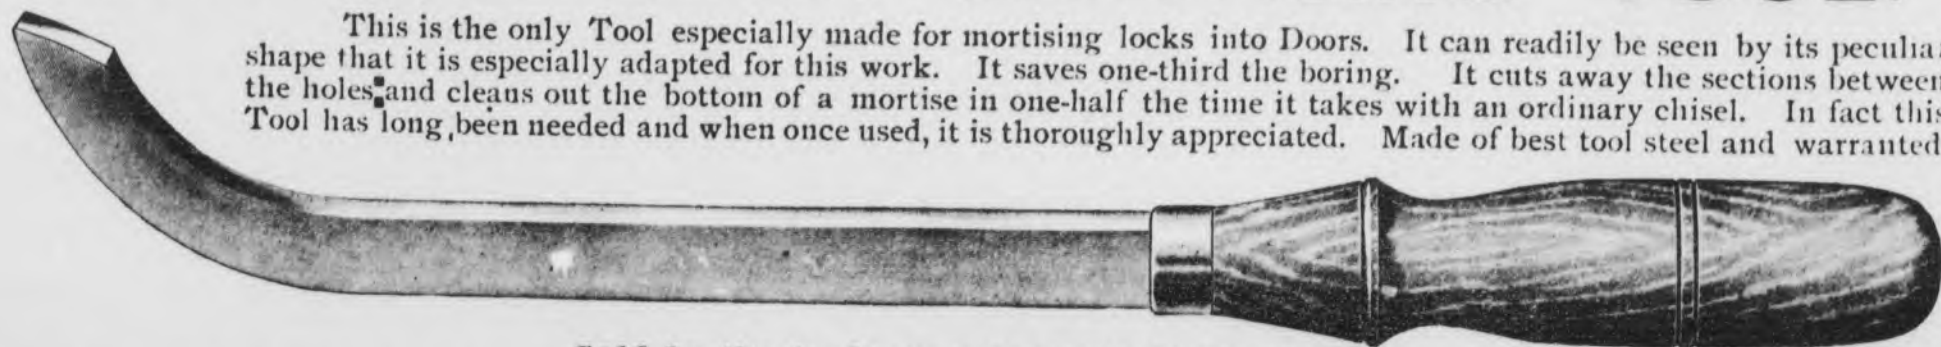 This is the only Tool especially made for mortising locks into Doors. It can readily be seen by its peculiar
shape that it is especially adapted for this work. It saves one-third the boring. It cuts away the sections between
the holes and cleans out the bottom of a mortise in one-half the time it takes with an ordinary chisel. In fact this
Tool has long been needed and when once used, it is thoroughly appreciated. Made of best tool steel and warranted